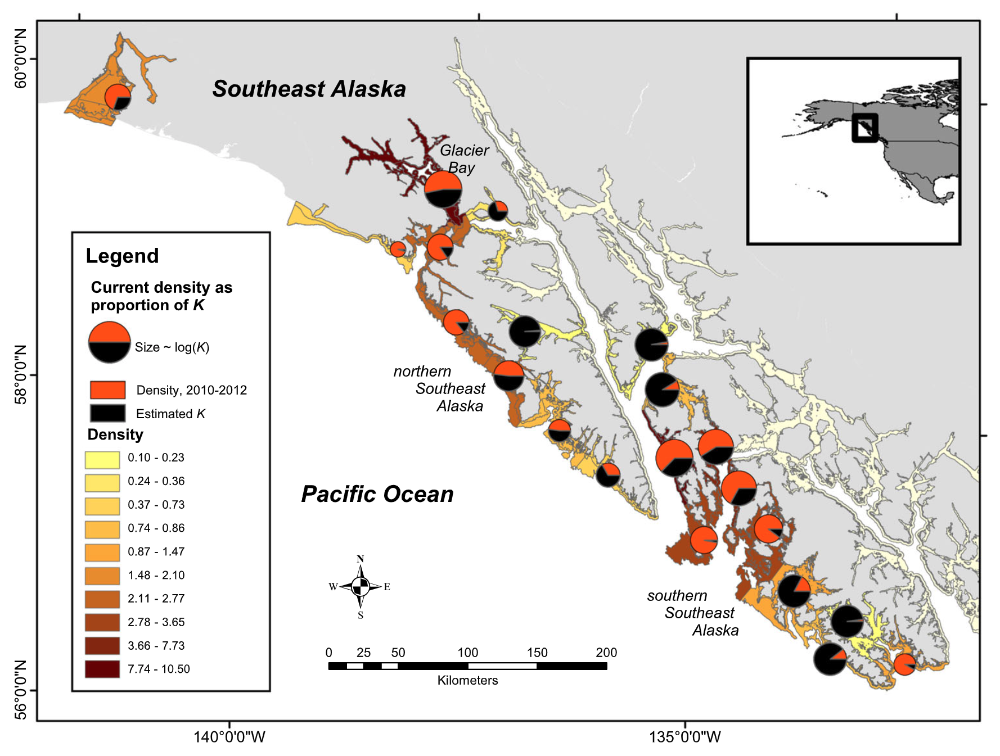 60°0'0"N
58°0'0"N
56°0'0"N
Southeast Alaska
Glacier
Bay
northern
Southeast
Alaska
Pacific Ocean
southern
Southeast
Alaska
Legend
Current density as
proportion of K
Size ~ log(K)
Density, 2010-2012
Estimated K
Density
0.10 - 0.23
0.24 - 0.36
0.37 - 0.73
0.74 - 0.86
0.87 - 1.47
1.48 - 2.10
2.11 - 2.77
2.78 - 3.65
3.66 - 7.73
7.74 - 10.50
N
W E
S
0 25 50 100 150 200
Kilometers
140°0'0"W 135°0'0"W